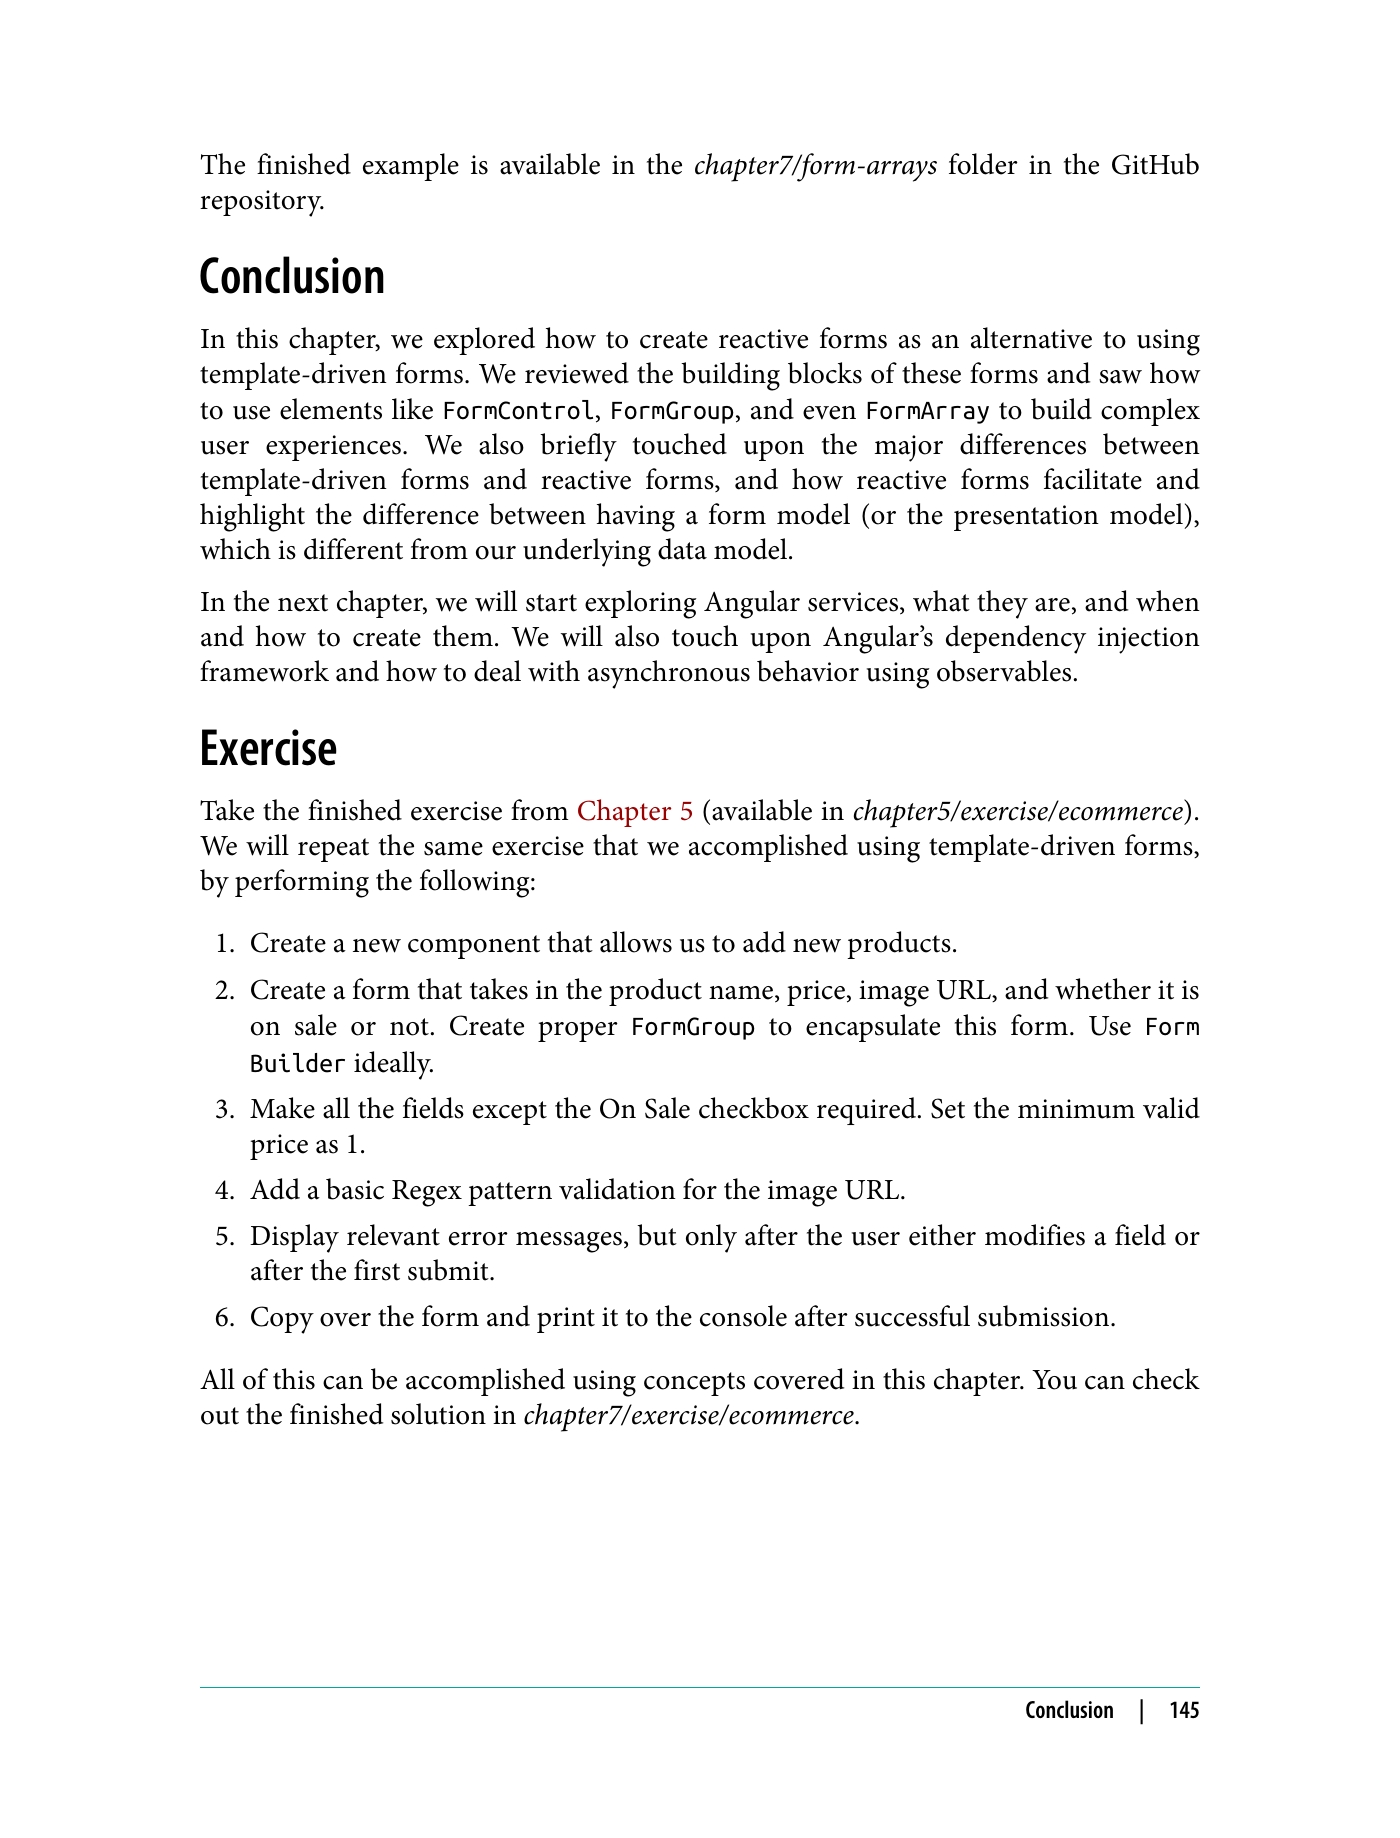 The finished example is available in the chapter7/form-arrays folder in the GitHub
repository.
Conclusion
In this chapter, we explored how to create reactive forms as an alternative to using
template-driven forms. We reviewed the building blocks of these forms and saw how
to use elements like FormControl, FormGroup, and even FormArray to build complex
user experiences. We also briefly touched upon the major differences between
template-driven forms and reactive forms, and how reactive forms facilitate and
highlight the difference between having a form model (or the presentation model),
which is different from our underlying data model.
In the next chapter, we will start exploring Angular services, what they are, and when
and how to create them. We will also touch upon Angular’s dependency injection
framework and how to deal with asynchronous behavior using observables.
Exercise
Take the finished exercise from Chapter 5 (available in chapter5/exercise/ecommerce).
We will repeat the same exercise that we accomplished using template-driven forms,
by performing the following:
1. Create a new component that allows us to add new products.
2. Create a form that takes in the product name, price, image URL, and whether it is
on sale or not. Create proper FormGroup to encapsulate this form. Use Form
Builder ideally.
3. Make all the fields except the On Sale checkbox required. Set the minimum valid
price as 1.
4. Add a basic Regex pattern validation for the image URL.
5. Display relevant error messages, but only after the user either modifies a field or
after the first submit.
6. Copy over the form and print it to the console after successful submission.
All of this can be accomplished using concepts covered in this chapter. You can check
out the finished solution in chapter7/exercise/ecommerce.
Conclusion | 145